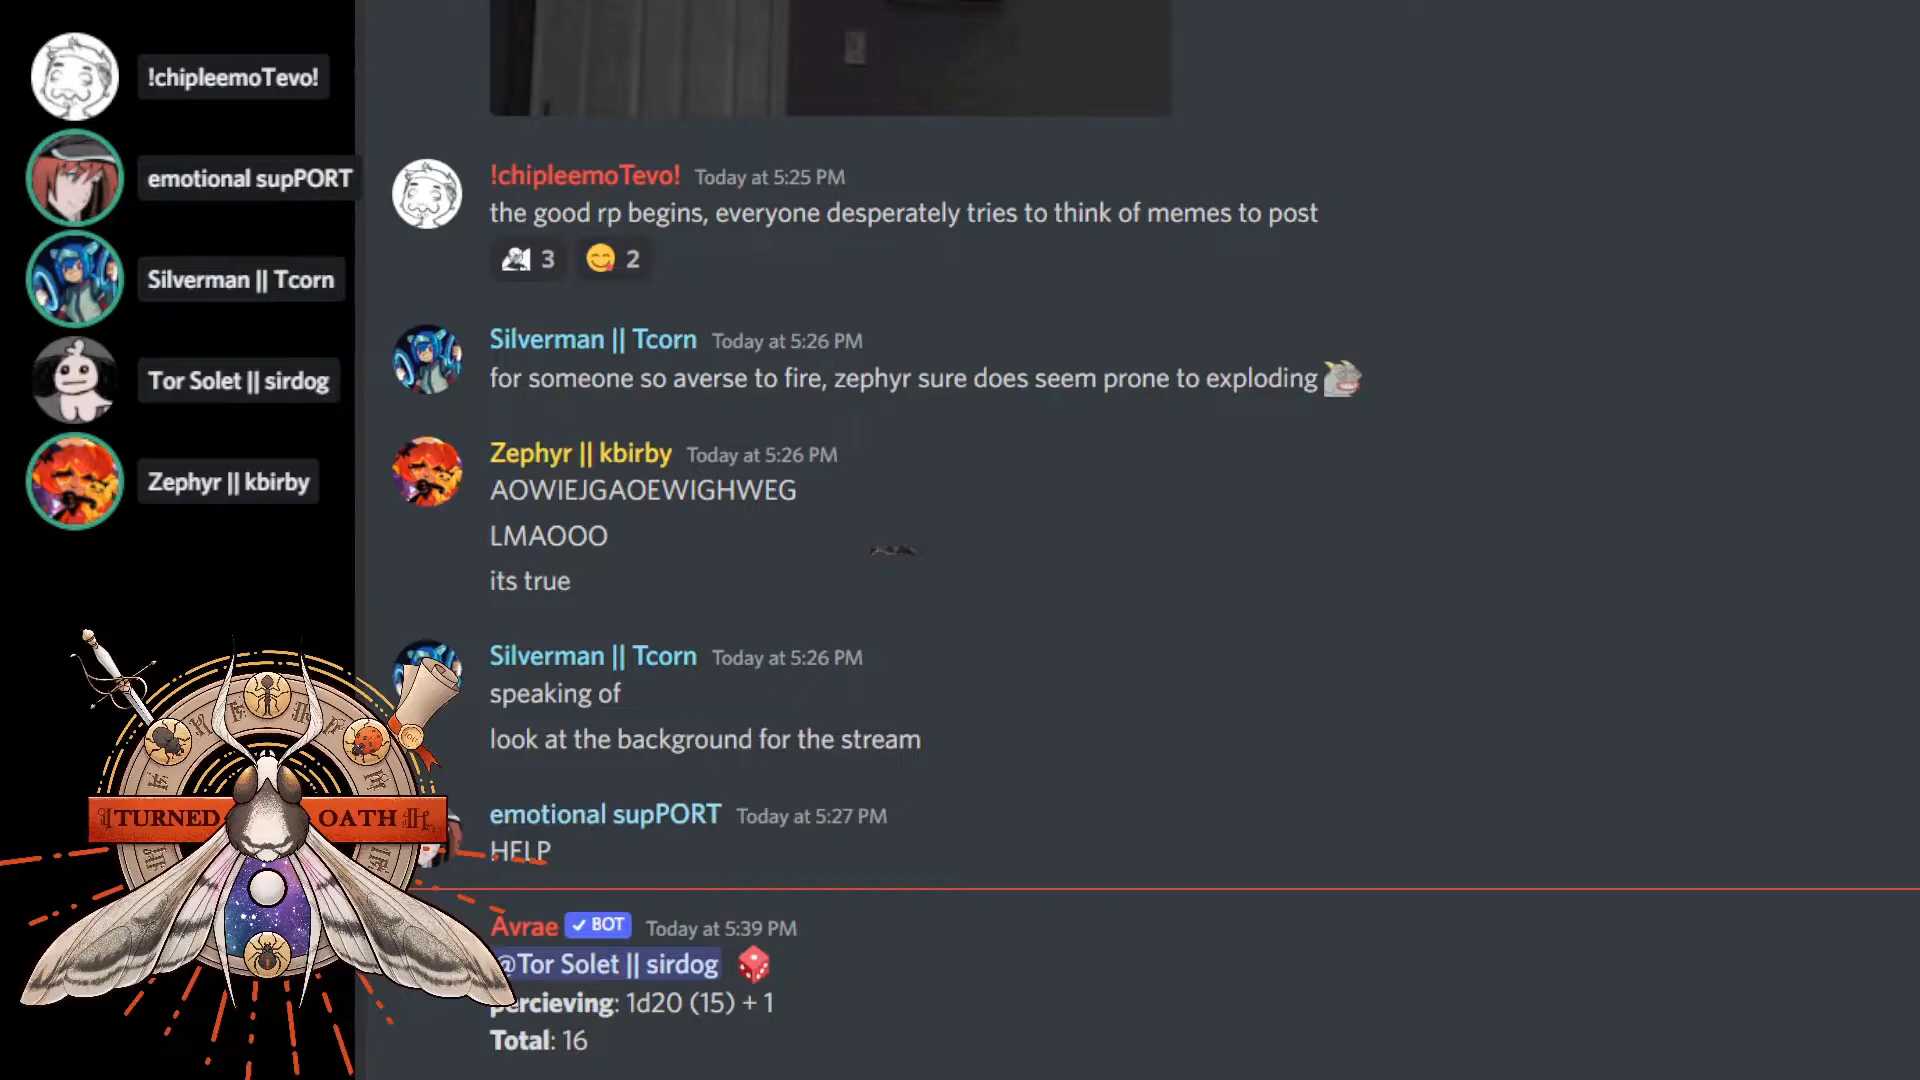 !chipleemoTevo!
emotional supPORT
Silverman || Tcorn
Tor Solet || sirdog
Zephyr || kbirby
!chipleemoTevo! Today at 5:25 PM
the good rp begins, everyone desperately tries to think of memes to post
3 2
Silverman || Tcorn Today at 5:26 PM
for someone so averse to fire, zephyr sure does seem prone to exploding
Zephyr || kbirby Today at 5:26 PM
AOWIEJGAOEWIGHWEG
LMAOOO
its true
Silverman || Tcorn Today at 5:26 PM
speaking of
look at the background for the stream
emotional supPORT Today at 5:27 PM
HELP
Avrae BOT Today at 5:39 PM
@Tor Solet || sirdog
percieving: 1d20 (15) + 1
Total: 16
TURNED OATH